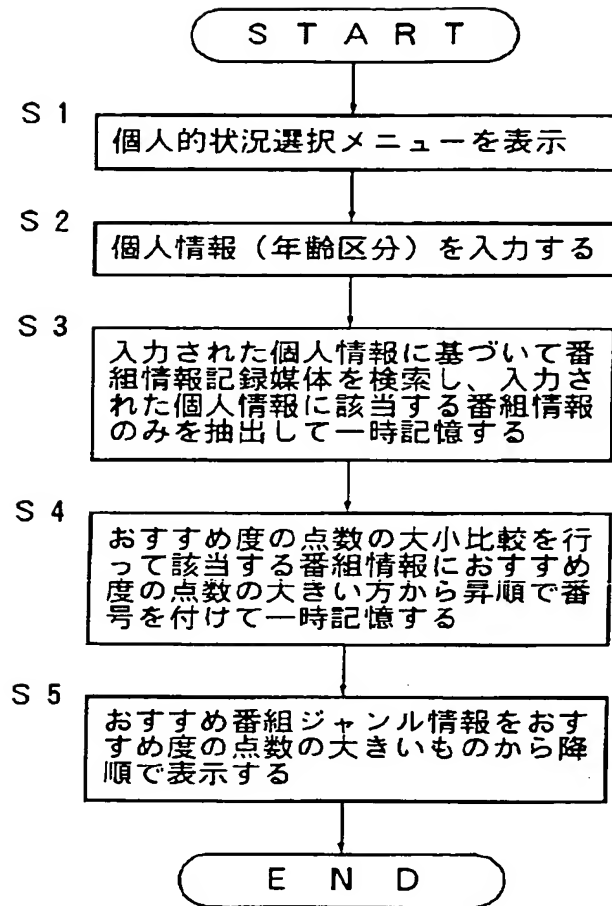 START
S1
個人的状況選択メニューを表示
S2
個人情報（年齢区分）を入力する
S3
入力された個人情報に基づいて番
組情報記録媒体を検索し、入力さ
れた個人情報に該当する番組情報
のみを抽出して一時記憶する
S4
おすすめ度の点数の大小比較を行
って該当する番組情報におすすめ
度の点数の大きい方から昇順で番
号を付けて一時記憶する
S5
おすすめ番組ジャンル情報をおす
すめ度の点数の大きいものから降
順で表示する
END